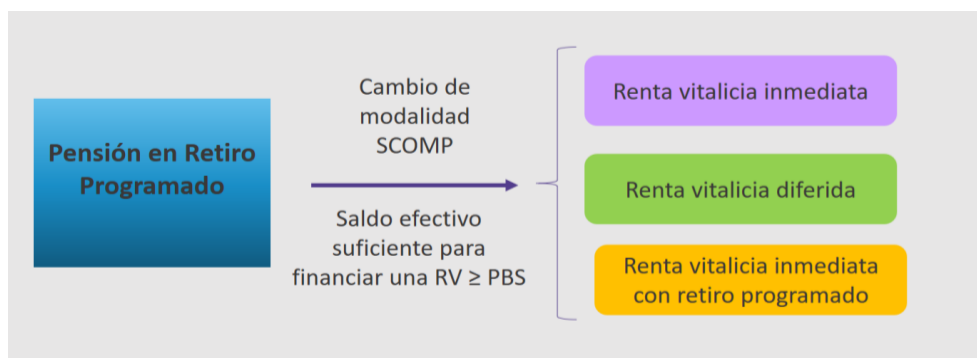 Pensión en Retiro
Programado
Cambio de
modalidad
SCOMP
Saldo efectivo
suficiente para
financiar una RV ≥ PBS
Renta vitalicia inmediata
Renta vitalicia diferida
Renta vitalicia inmediata
con retiro programado